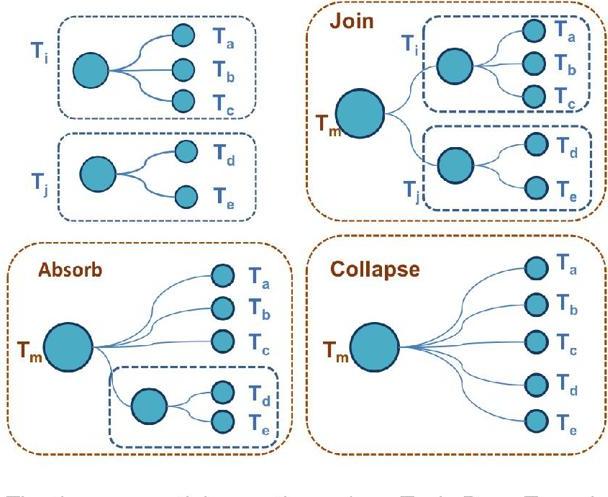 T_i
T_a
T_b
T_c
T_j
T_d
T_e
Join
T_m
T_i
T_a
T_b
T_c
T_j
T_d
T_e
Absorb
T_m
T_a
T_b
T_c
T_d
T_e
Collapse
T_m
T_a
T_b
T_c
T_d
T_e